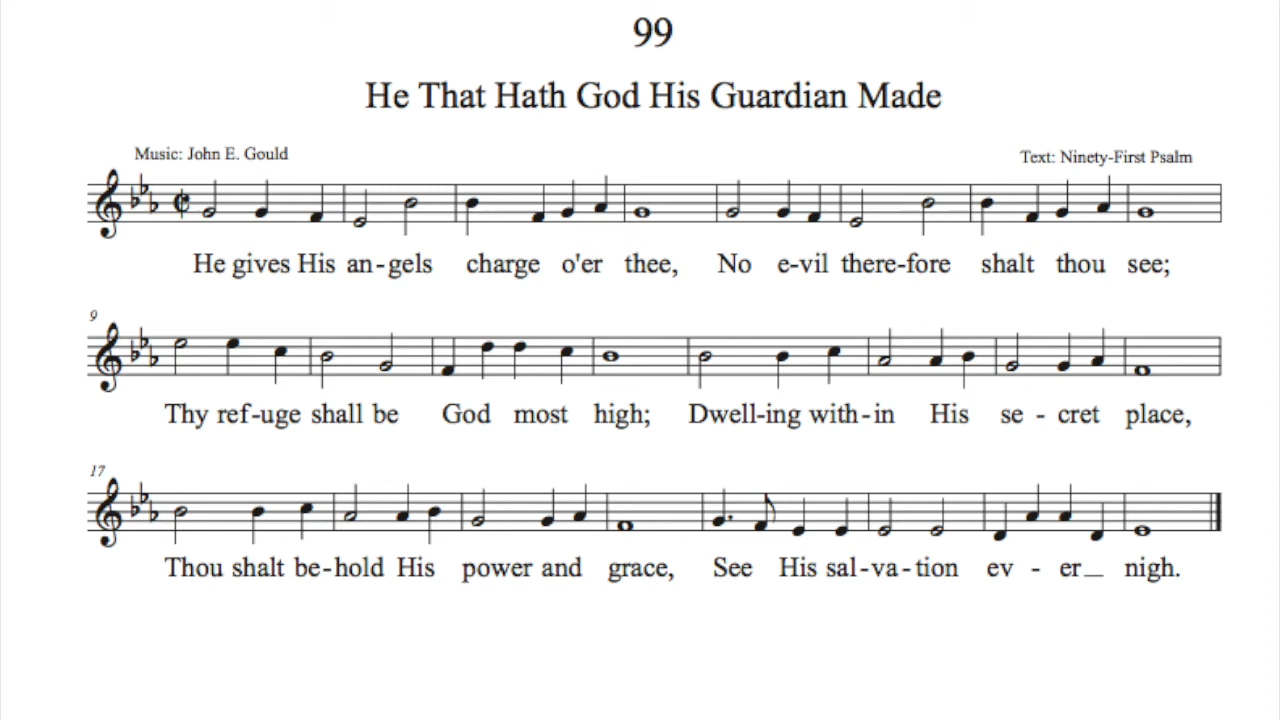 99
He That Hath God His Guardian Made
Music: John E. Gould
Text: Ninety-First Psalm
He gives His an-gels charge o'er thee, No e-vil there-fore shalt thou see;
9
Thy ref-uge shall be God most high; Dwell-ing with-in His se - cret place,
17
Thou shalt be-hold His power and grace, See His sal-va-tion ev - er_ nigh.